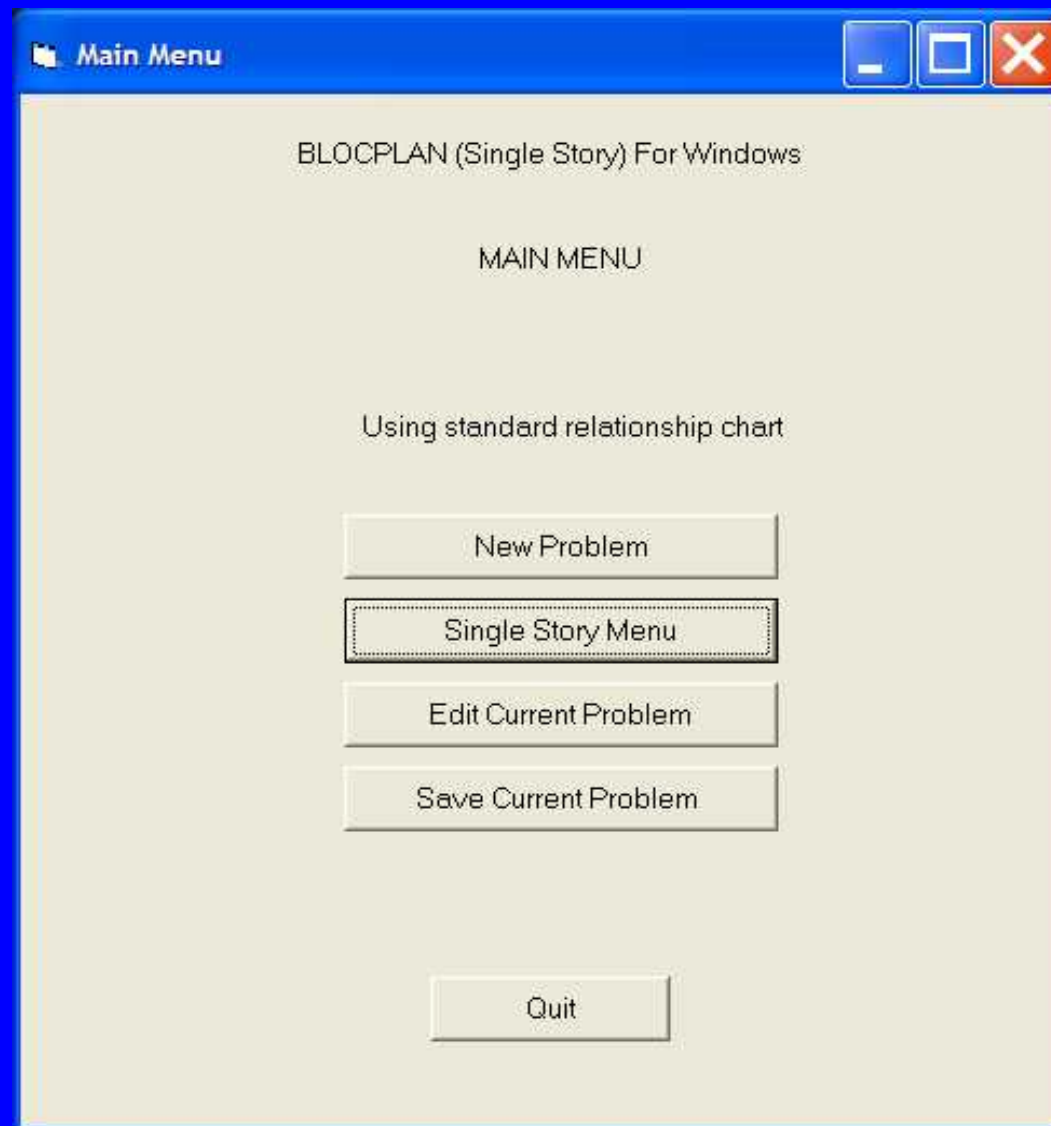 Main Menu
BLOCPLAN (Single Story) For Windows
MAIN MENU
Using standard relationship chart
New Problem
Single Story Menu
Edit Current Problem
Save Current Problem
Quit